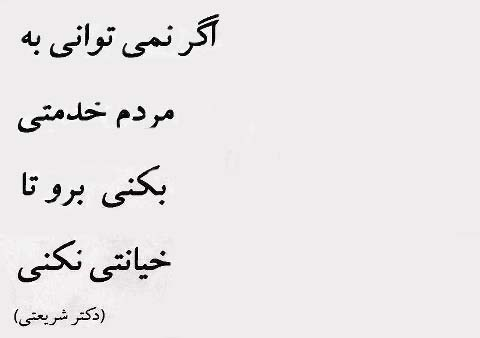 اگر نمی توانی به
مردم خدمتی
بکنی برو تا
خیانتی نکنی
(دکتر شریعتی)